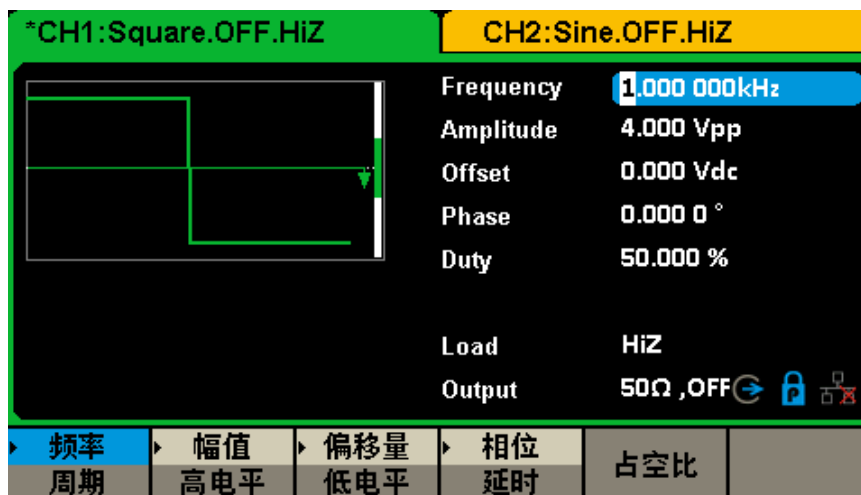 *CH1:Square.OFF.HiZ CH2:Sine.OFF.HiZ
Frequency 1.000 000kHz
Amplitude 4.000 Vpp
Offset 0.000 Vdc
Phase 0.000 0 °
Duty 50.000 %
Load HiZ
Output 50Ω ,OFF P
频率 幅值 偏移量 相位 占空比
周期 高电平 低电平 延时